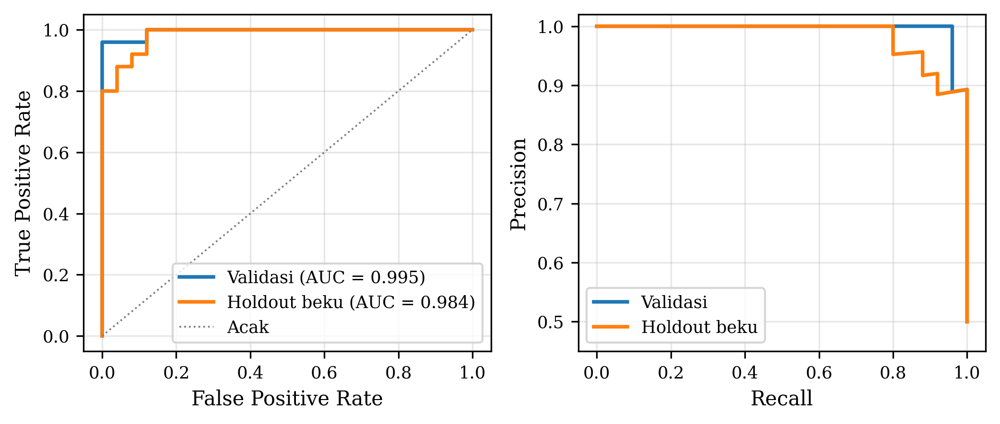 True Positive Rate
1.0
0.8
0.6
0.4
0.2
0.0
Validasi (AUC = 0.995)
Holdout beku (AUC = 0.984)
Acak
0.0 0.2 0.4 0.6 0.8 1.0
False Positive Rate
Precision
1.0
0.9
0.8
0.7
0.6
0.5
Validasi
Holdout beku
0.0 0.2 0.4 0.6 0.8 1.0
Recall